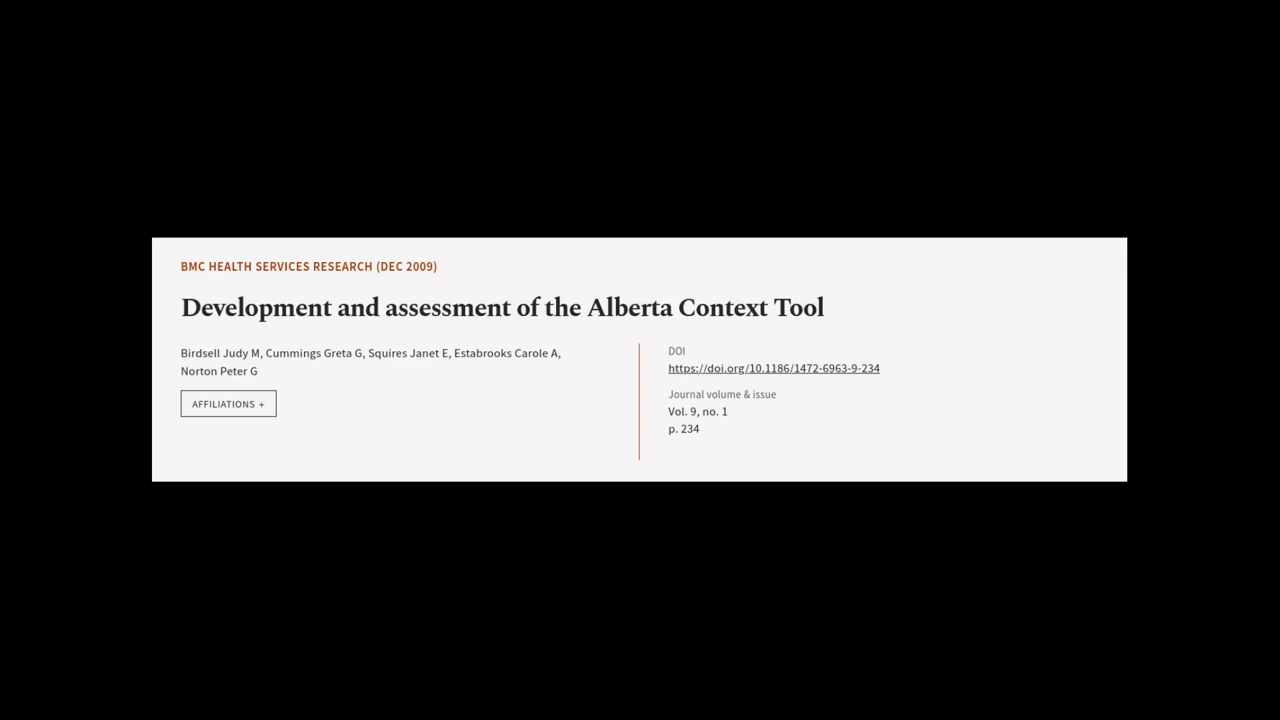 BMC HEALTH SERVICES RESEARCH (DEC 2009)
Development and assessment of the Alberta Context Tool
Birdsell Judy M, Cummings Greta G, Squires Janet E, Estabrooks Carole A,
Norton Peter G
AFFILIATIONS +
DOI
https://doi.org/10.1186/1472-6963-9-234
Journal volume & issue
Vol. 9, no. 1
p. 234